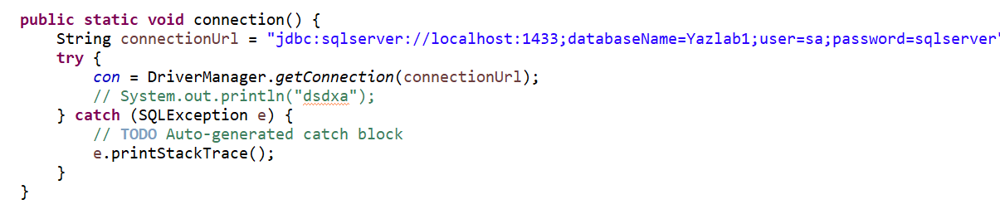 public static void connection() {
    String connectionUrl = "jdbc:sqlserver://localhost:1433;databaseName=Yazlab1;user=sa;password=sqlserver"
    try {
        con = DriverManager.getConnection(connectionUrl);
        // System.out.println("dsdxa");
    } catch (SQLException e) {
        // TODO Auto-generated catch block
        e.printStackTrace();
    }
}